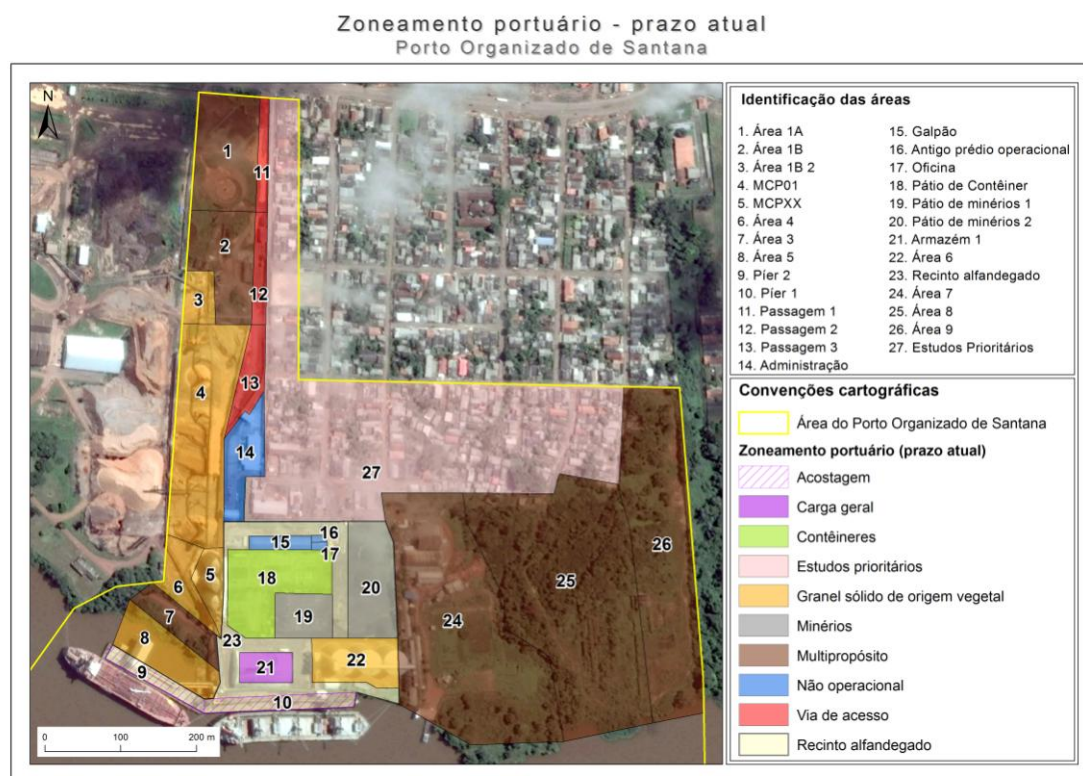 Zoneamento portuário - prazo atual
Porto Organizado de Santana
N
1
11
2
12
3
4
13
14
27
16
15
17
18
20
26
25
5
6
19
24
7
23
8
22
21
9
10
0 100 200 m
Identificação das áreas
1. Área 1A
2. Área 1B
3. Área 1B 2
4. MCP01
5. MCPXX
6. Área 4
7. Área 3
8. Área 5
9. Píer 2
10. Píer 1
11. Passagem 1
12. Passagem 2
13. Passagem 3
14. Administração
15. Galpão
16. Antigo prédio operacional
17. Oficina
18. Pátio de Contêiner
19. Pátio de minérios 1
20. Pátio de minérios 2
21. Armazém 1
22. Área 6
23. Recinto alfandegado
24. Área 7
25. Área 8
26. Área 9
27. Estudos Prioritários
Convenções cartográficas
Área do Porto Organizado de Santana
Zoneamento portuário (prazo atual)
Acostagem
Carga geral
Contêineres
Estudos prioritários
Granel sólido de origem vegetal
Minérios
Multipropósito
Não operacional
Via de acesso
Recinto alfandegado